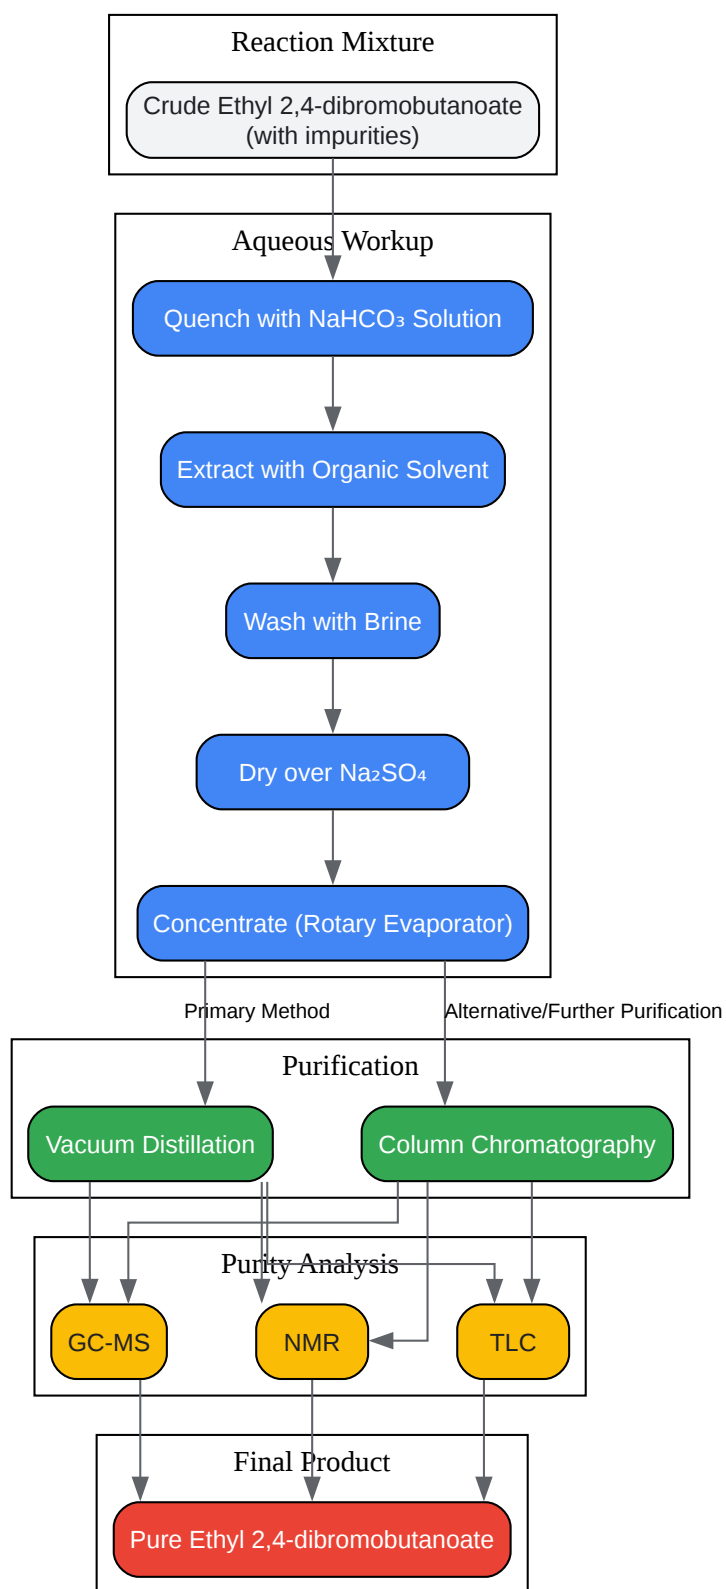 Reaction Mixture
Crude Ethyl 2,4-dibromobutanoate
(with impurities)
Aqueous Workup
Quench with NaHCO₃ Solution
Extract with Organic Solvent
Wash with Brine
Dry over Na₂SO₄
Concentrate (Rotary Evaporator)
Primary Method
Alternative/Further Purification
Purification
Vacuum Distillation
Column Chromatography
Purity Analysis
GC-MS
NMR
TLC
Final Product
Pure Ethyl 2,4-dibromobutanoate